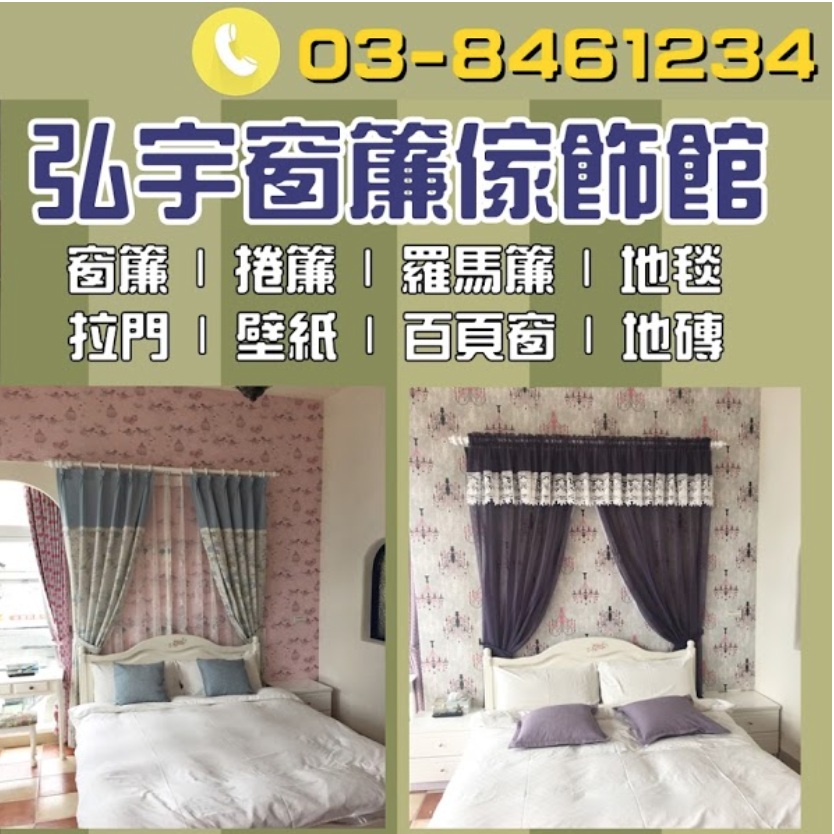 03-8461234
弘宇窗簾傢飾館
窗簾 | 捲簾 | 羅馬簾 | 地毯
拉門 | 壁紙 | 百頁窗 | 地磚